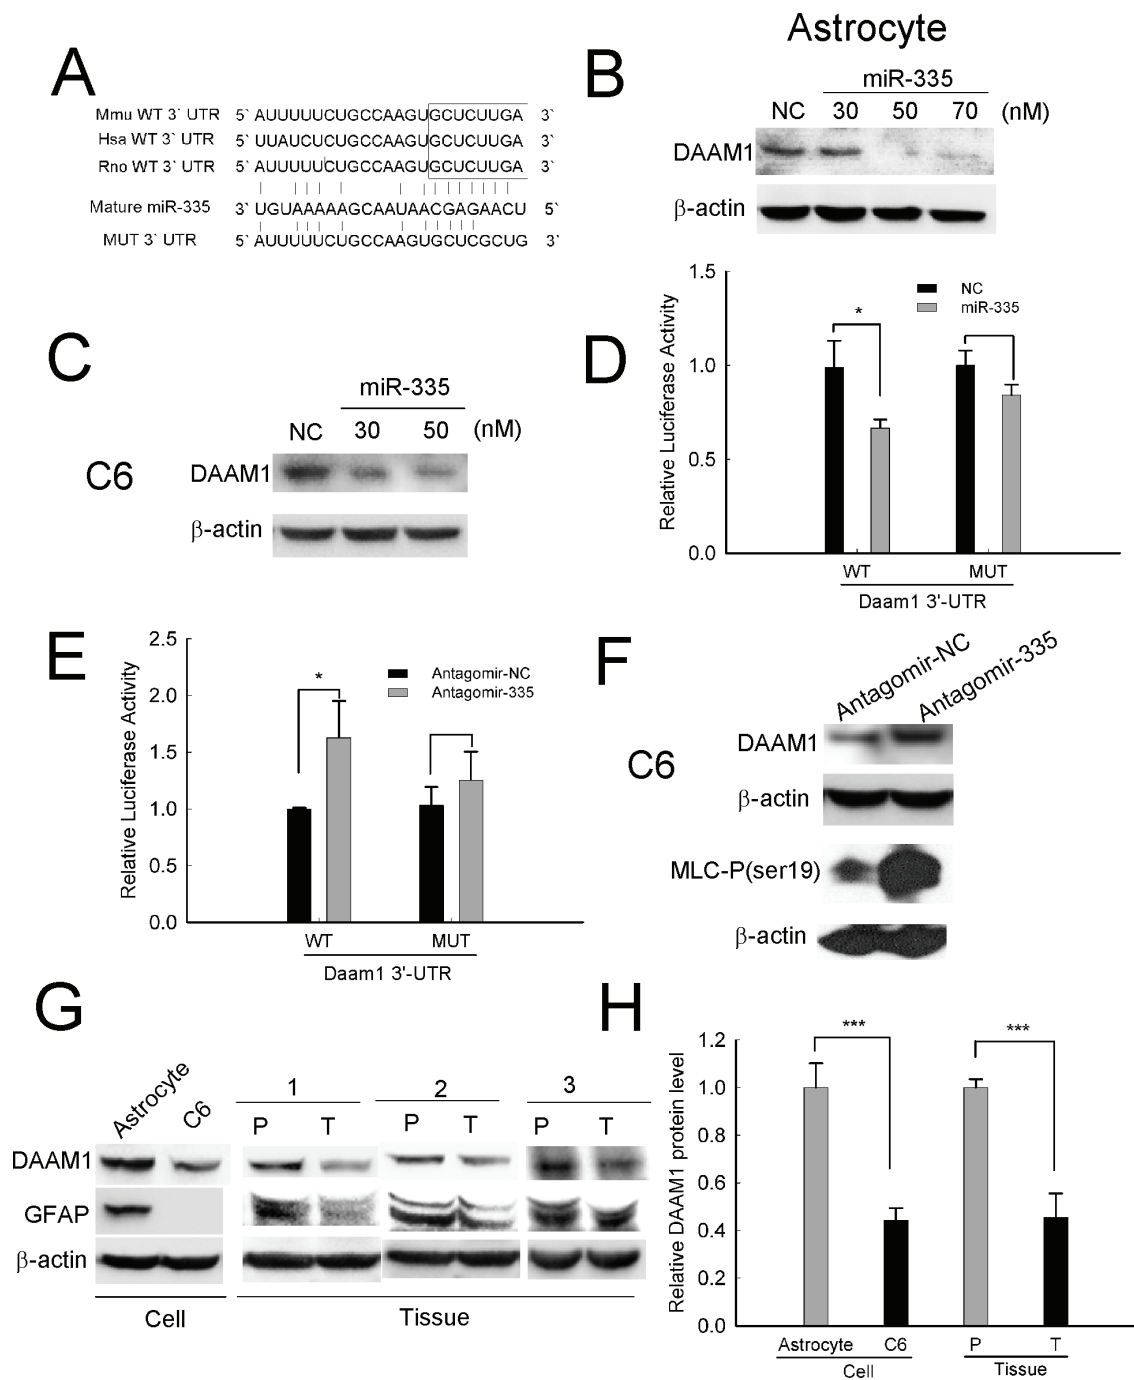 A
Mmu WT 3` UTR 5` AUUUUUCUGCCAAGUGCUCUUGA 3`
Hsa WT 3` UTR 5` UUAUCUCUGCCAAGUGCUCUUGA 3`
Rno WT 3` UTR 5` AUUUUUCUGCCAAGUGCUCUUGA 3`
Mature miR-335 3` UGUAAAAAGCAAUAACGAGAACU 5`
MUT 3` UTR 5` AUUUUUCUGCCAAGUGCUCGCUG 3`
Astrocyte
B
miR-335
NC 30 50 70 (nM)
DAAM1
β-actin
C
miR-335
NC 30 50 (nM)
C6
DAAM1
β-actin
D
1.5
1.0
0.5
0.0
Relative Luciferase Activity
NC
miR-335
*
WT MUT
Daam1 3'-UTR
E
2.5
2.0
1.5
1.0
0.5
0.0
Relative Luciferase Activity
Antagomir-NC
Antagomir-335
*
WT MUT
Daam1 3'-UTR
F
Antagomir-NC
Antagomir-335
C6
DAAM1
β-actin
MLC-P(ser19)
β-actin
G
Astrocyte C6
1 2 3
P T P T P T
DAAM1
GFAP
β-actin
Cell Tissue
H
1.2
1.0
0.8
0.6
0.4
0.2
0.0
Relative DAAM1 protein level
*** ***
Astrocyte C6 P T
Cell Tissue